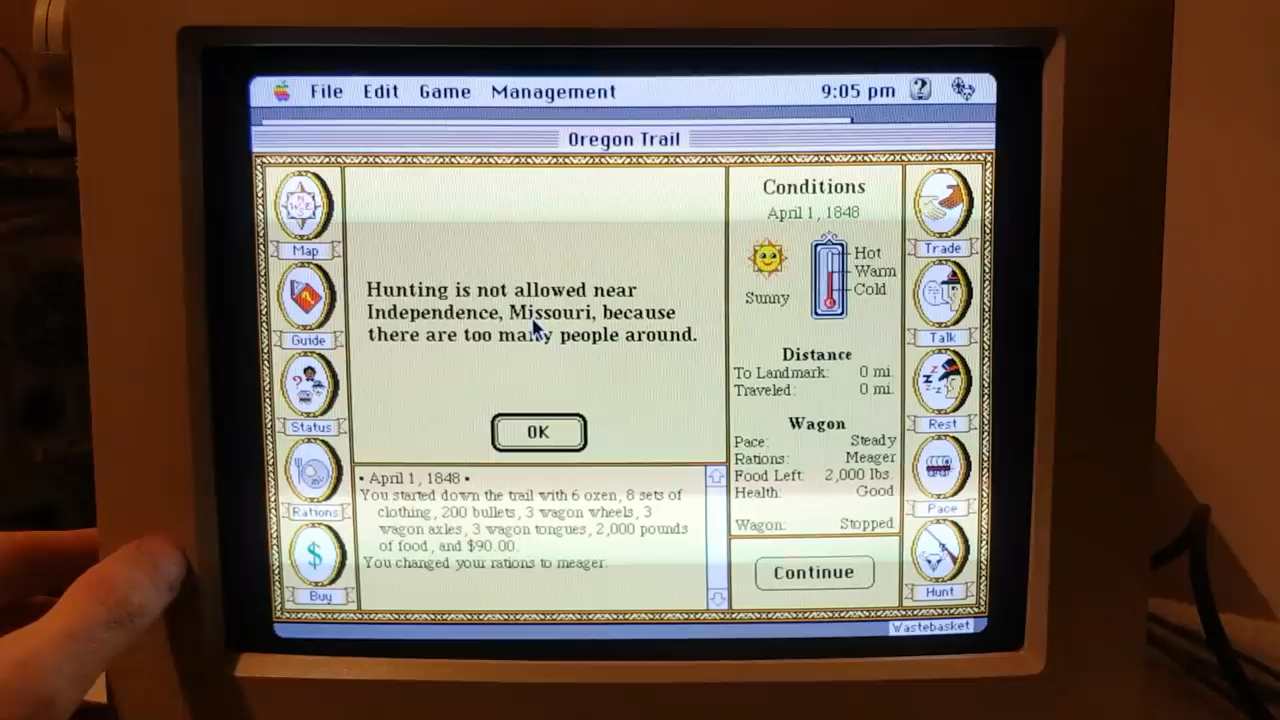 File Edit Game Management 9:05 pm
Oregon Trail
Map
Guide
Status
Rations
Buy
Hunting is not allowed near
Independence, Missouri, because
there are too many people around.
OK
• April 1, 1848 •
You started down the trail with 6 oxen, 8 sets of
clothing, 200 bullets, 3 wagon wheels, 3
wagon axles, 3 wagon tongues, 2,000 pounds
of food, and $90.00.
You changed your rations to meager.
Conditions
April 1, 1848
Sunny
Hot
Warm
Cold
Distance
To Landmark: 0 mi.
Traveled: 0 mi.
Wagon
Pace: Steady
Rations: Meager
Food Left: 2,000 lbs.
Health: Good
Wagon: Stopped
Continue
Trade
Talk
Rest
Pace
Hunt
Wastebasket